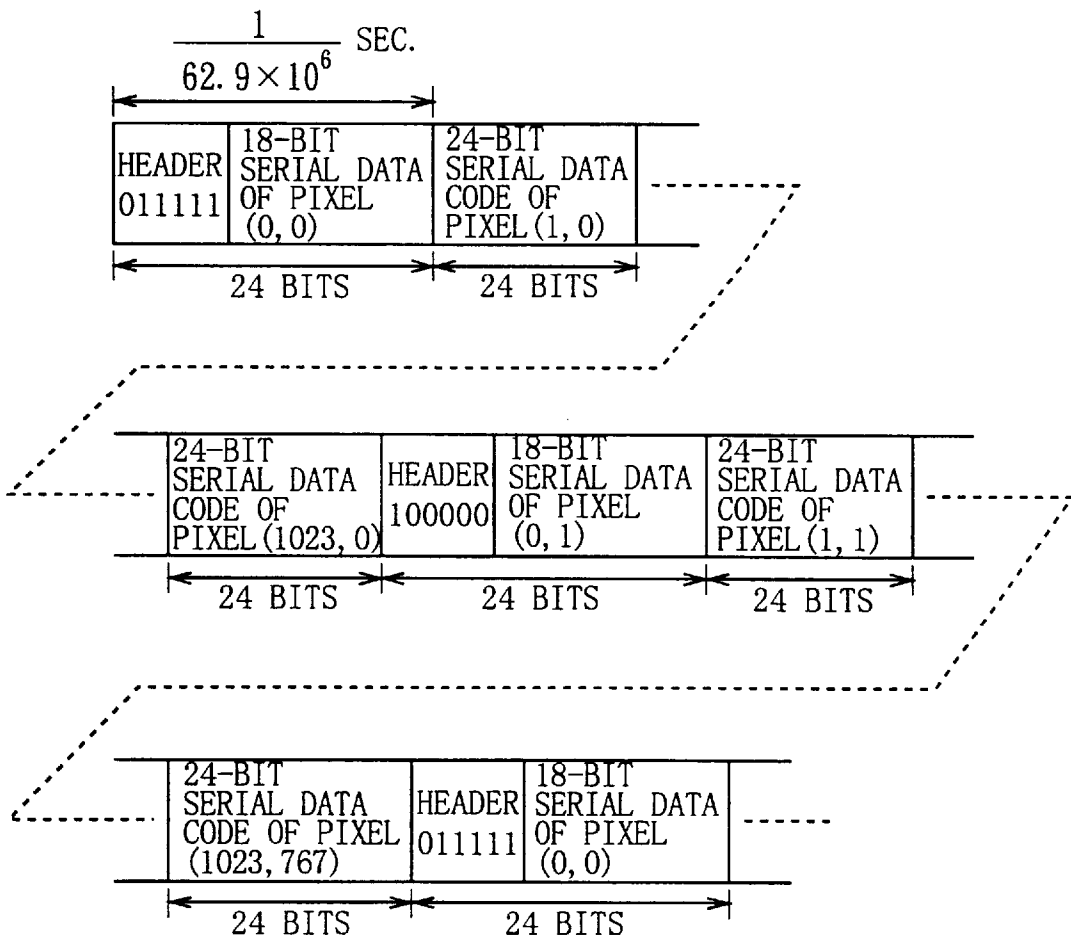 1
62.9×10⁶ SEC.
HEADER
011111
18-BIT
SERIAL DATA
OF PIXEL
(0,0)
24-BIT
SERIAL DATA
CODE OF
PIXEL(1,0)
24 BITS
24 BITS
24-BIT
SERIAL DATA
CODE OF
PIXEL(1023,0)
HEADER
100000
18-BIT
SERIAL DATA
OF PIXEL
(0,1)
24-BIT
SERIAL DATA
CODE OF
PIXEL(1,1)
24 BITS
24 BITS
24 BITS
24-BIT
SERIAL DATA
CODE OF PIXEL
(1023,767)
HEADER
011111
18-BIT
SERIAL DATA
OF PIXEL
(0,0)
24 BITS
24 BITS